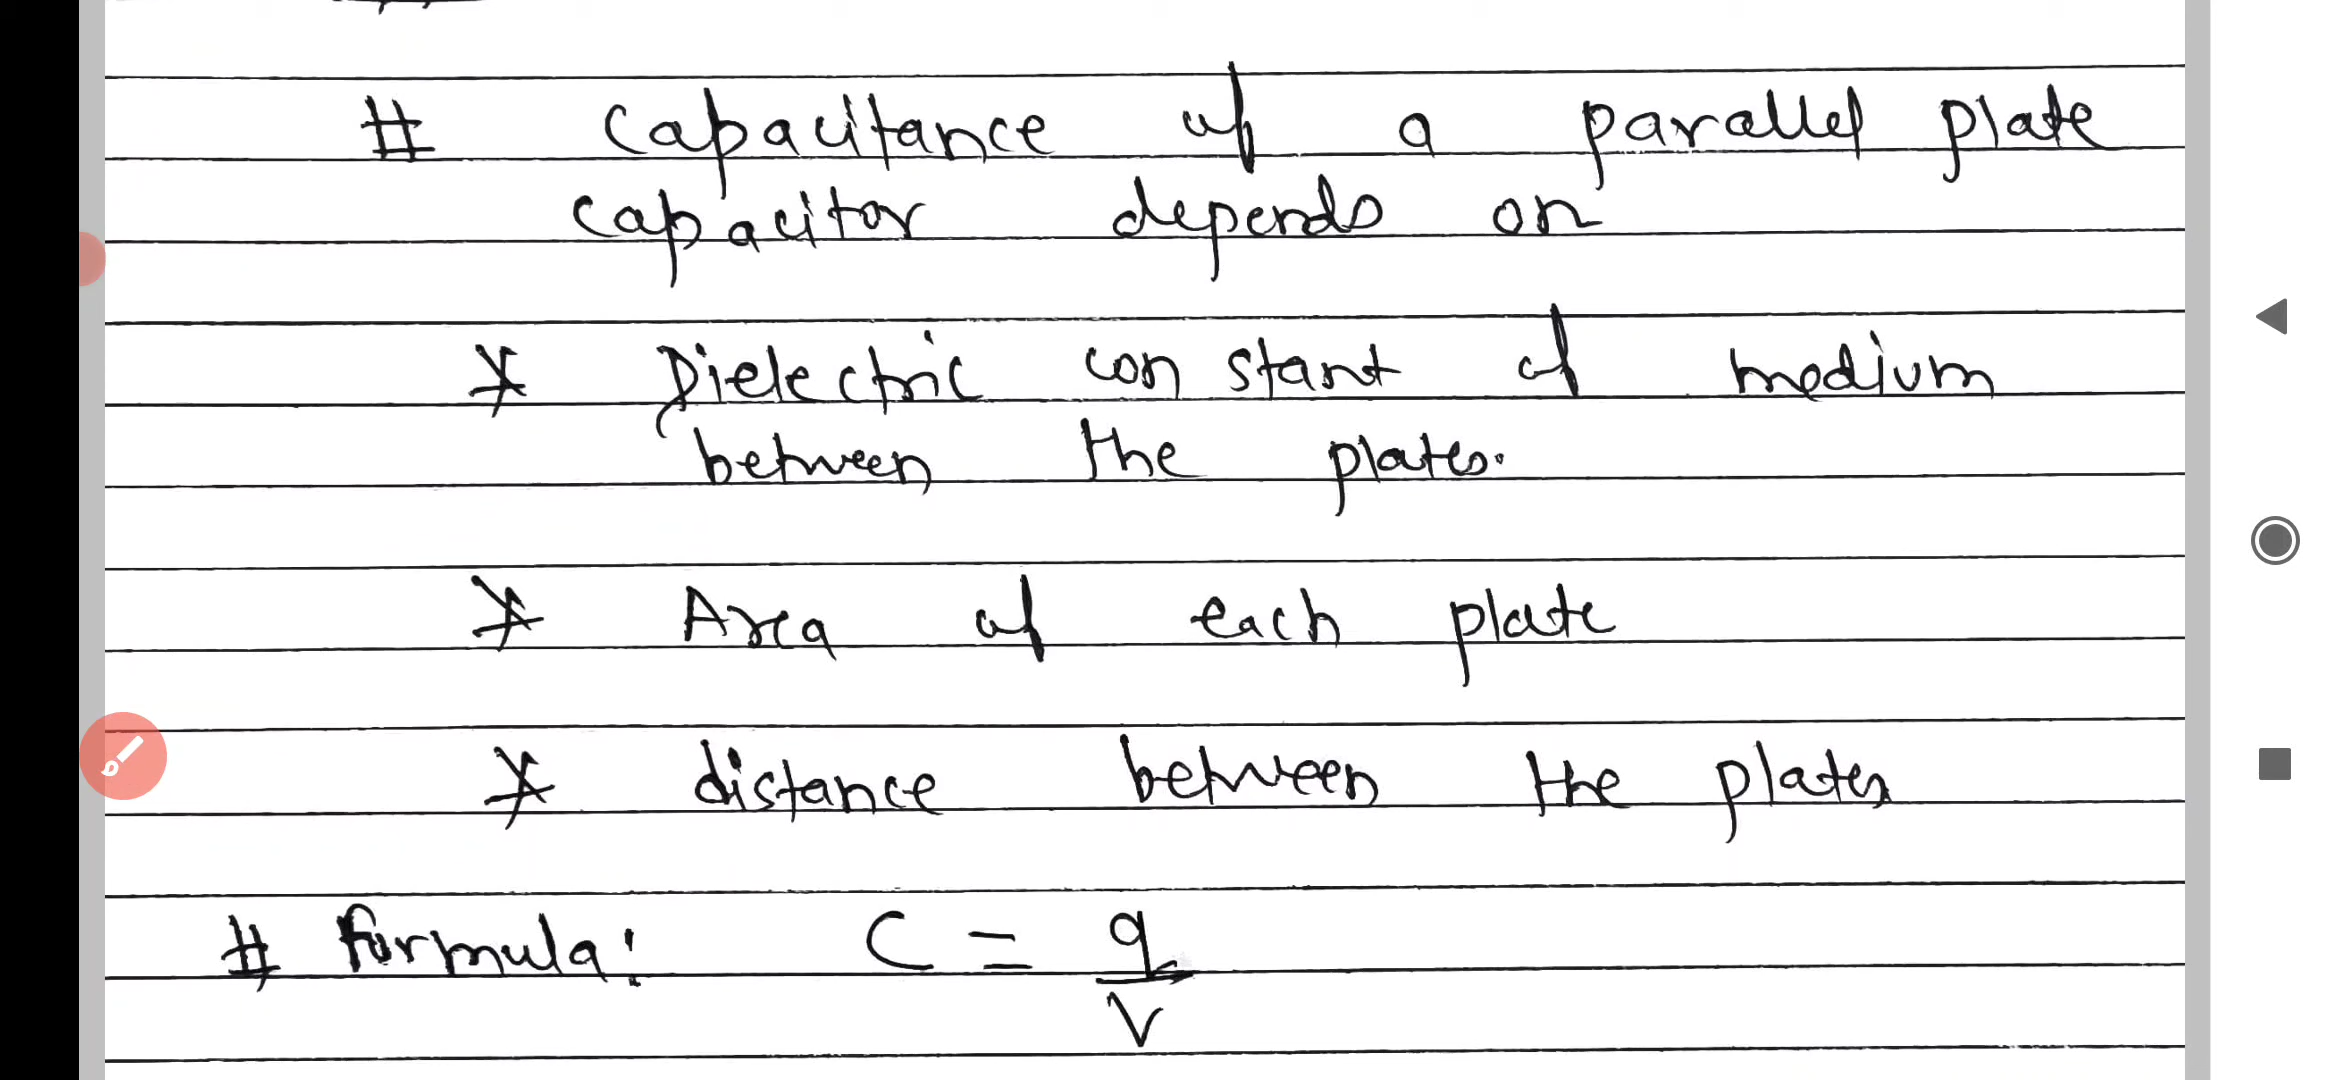 # Capacitance of a parallel plate
capacitor depends on
* Dielectric constant of medium
between the plates.
* Area of each plate
* distance between the plates
# formula: C = q/V